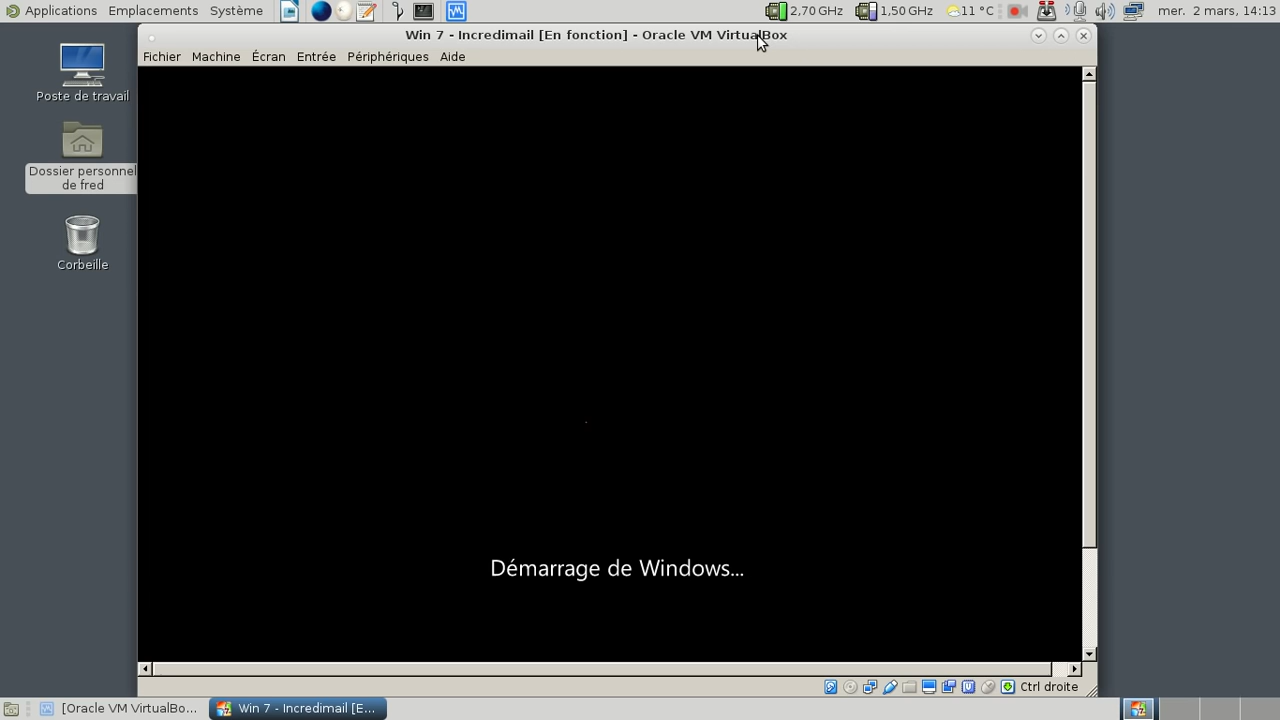 Applications Emplacements Système 2,70 GHz 1,50 GHz 11 °C mer. 2 mars, 14:13
Win 7 - Incredimail [En fonction] - Oracle VM VirtualBox
Fichier Machine Écran Entrée Périphériques Aide
Poste de travail
Dossier personnel
de fred
Corbeille
Démarrage de Windows...
Ctrl droite
[Oracle VM VirtualBo... Win 7 - Incredimail [E...